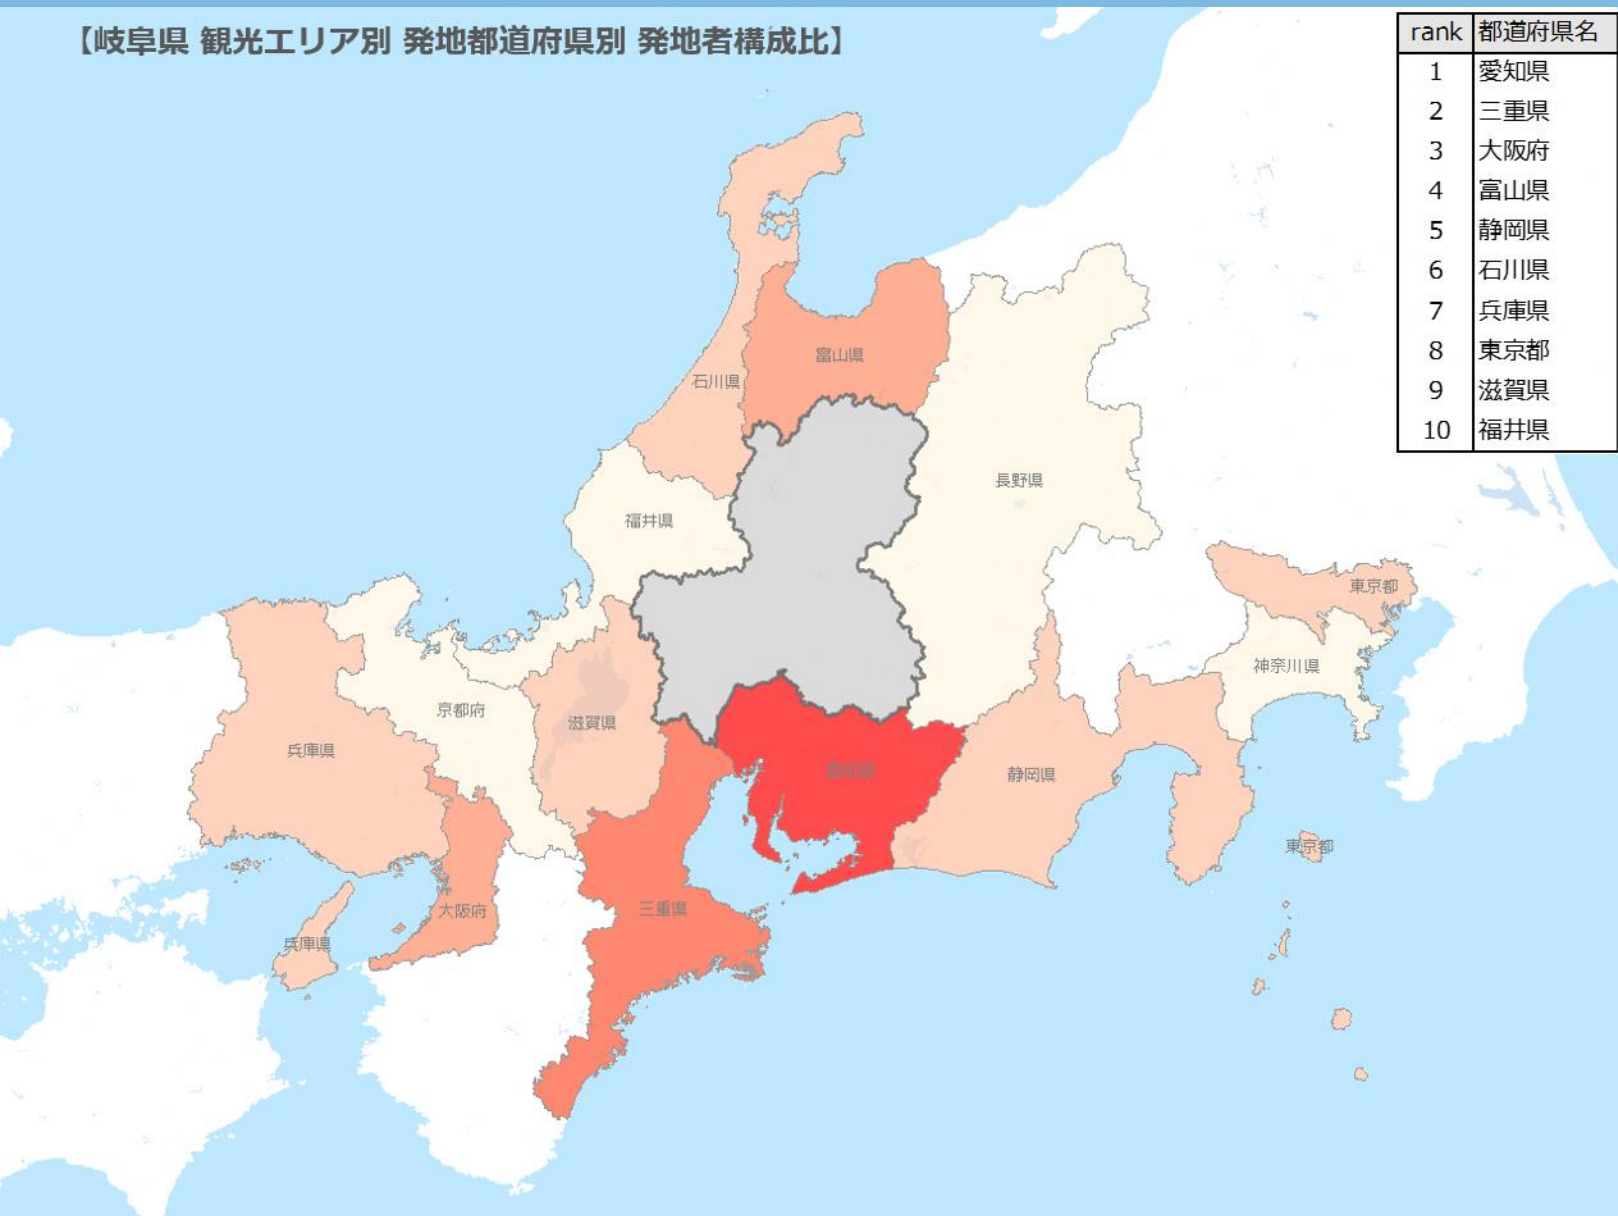 【岐阜県 観光エリア別 発地都道府県別 発地者構成比】
rank 都道府県名
1 愛知県
2 三重県
3 大阪府
4 富山県
5 静岡県
6 石川県
7 兵庫県
8 東京都
9 滋賀県
10 福井県
富山県
石川県
長野県
福井県
東京都
神奈川県
京都府
滋賀県
兵庫県
愛知県
静岡県
東京都
三重県
大阪府
兵庫県